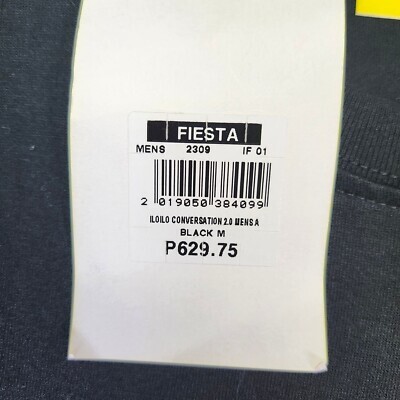 FIESTA
MENS 2309 IF 01
2 019050 384099
ILOILO CONVERSATION 2.0 MENS A
BLACK M
P629.75